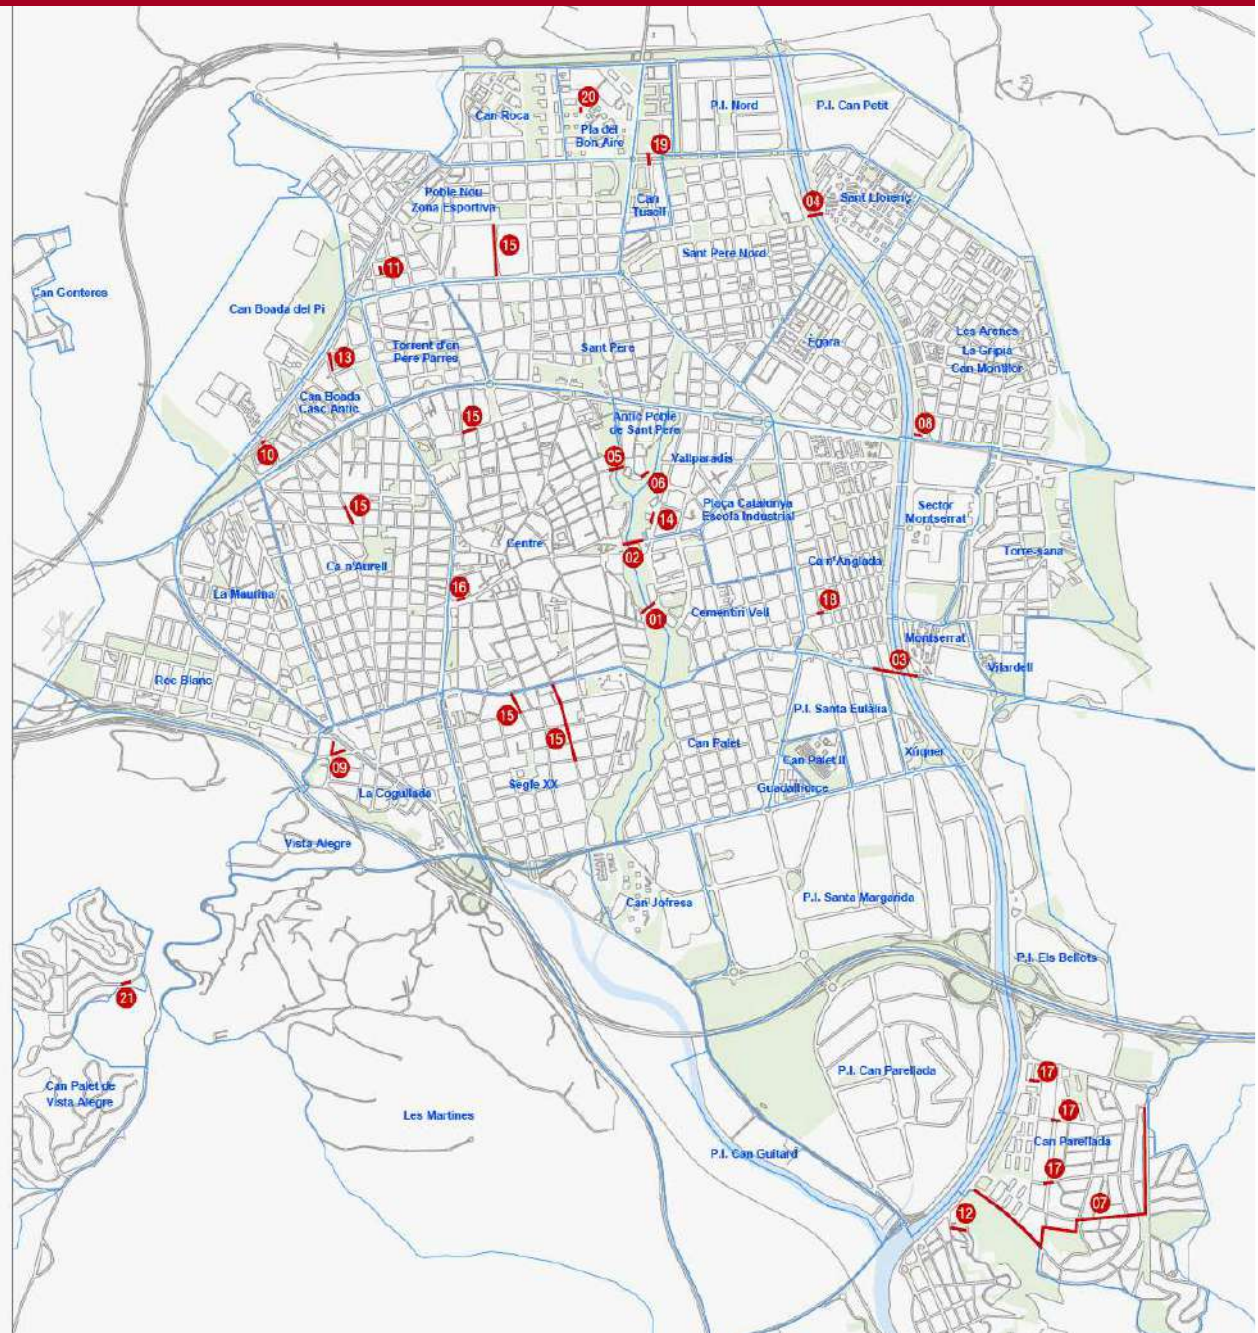 20
Can Roca
P.I. Nord
P.I. Can Petit
Pla del
Bon Aire
19
Poble Nou-
Zona Esportiva
Can
Tusell
04
Sant Llorenç
15
Sant Pere Nord
11
Can Gonteres
Can Boada del Pi
Les Arenes
La Grípia
Can Montllor
Ègara
Torrent d'en
Pere Parres
Sant Pere
13
Can Boada
Casc Antic
15
Antic Poble
de Sant Pere
08
10
05
Vallparadís
06
15
14
Plaça Catalunya
Escola Industrial
Sector
Montserrat
Centre
02
Torre-sana
Ca n'Aurell
Ca n'Anglada
16
La Maurina
18
01
Cementiri Vell
Montserrat
03
Vilardell
Roc Blanc
15
P.I. Santa Eulàlia
15
Can Palet
Xúquer
Can Palet II
09
Segle XX
Guadalhorce
La Cogullada
Vista Alegre
Can Jofresa
P.I. Santa Margarida
P.I. Els Bellots
21
P.I. Can Parellada
17
Can Palet de
Vista Alegre
Les Martines
17
Can Parellada
P.I. Can Guitard
17
07
12